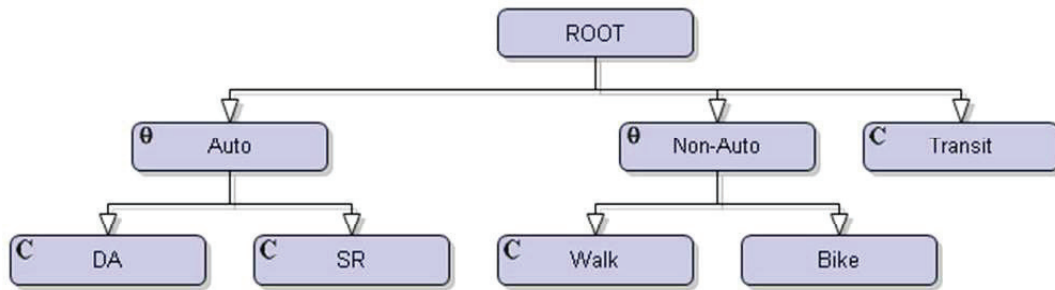 ROOT
θ Auto
θ Non-Auto
C Transit
C DA
C SR
C Walk
Bike